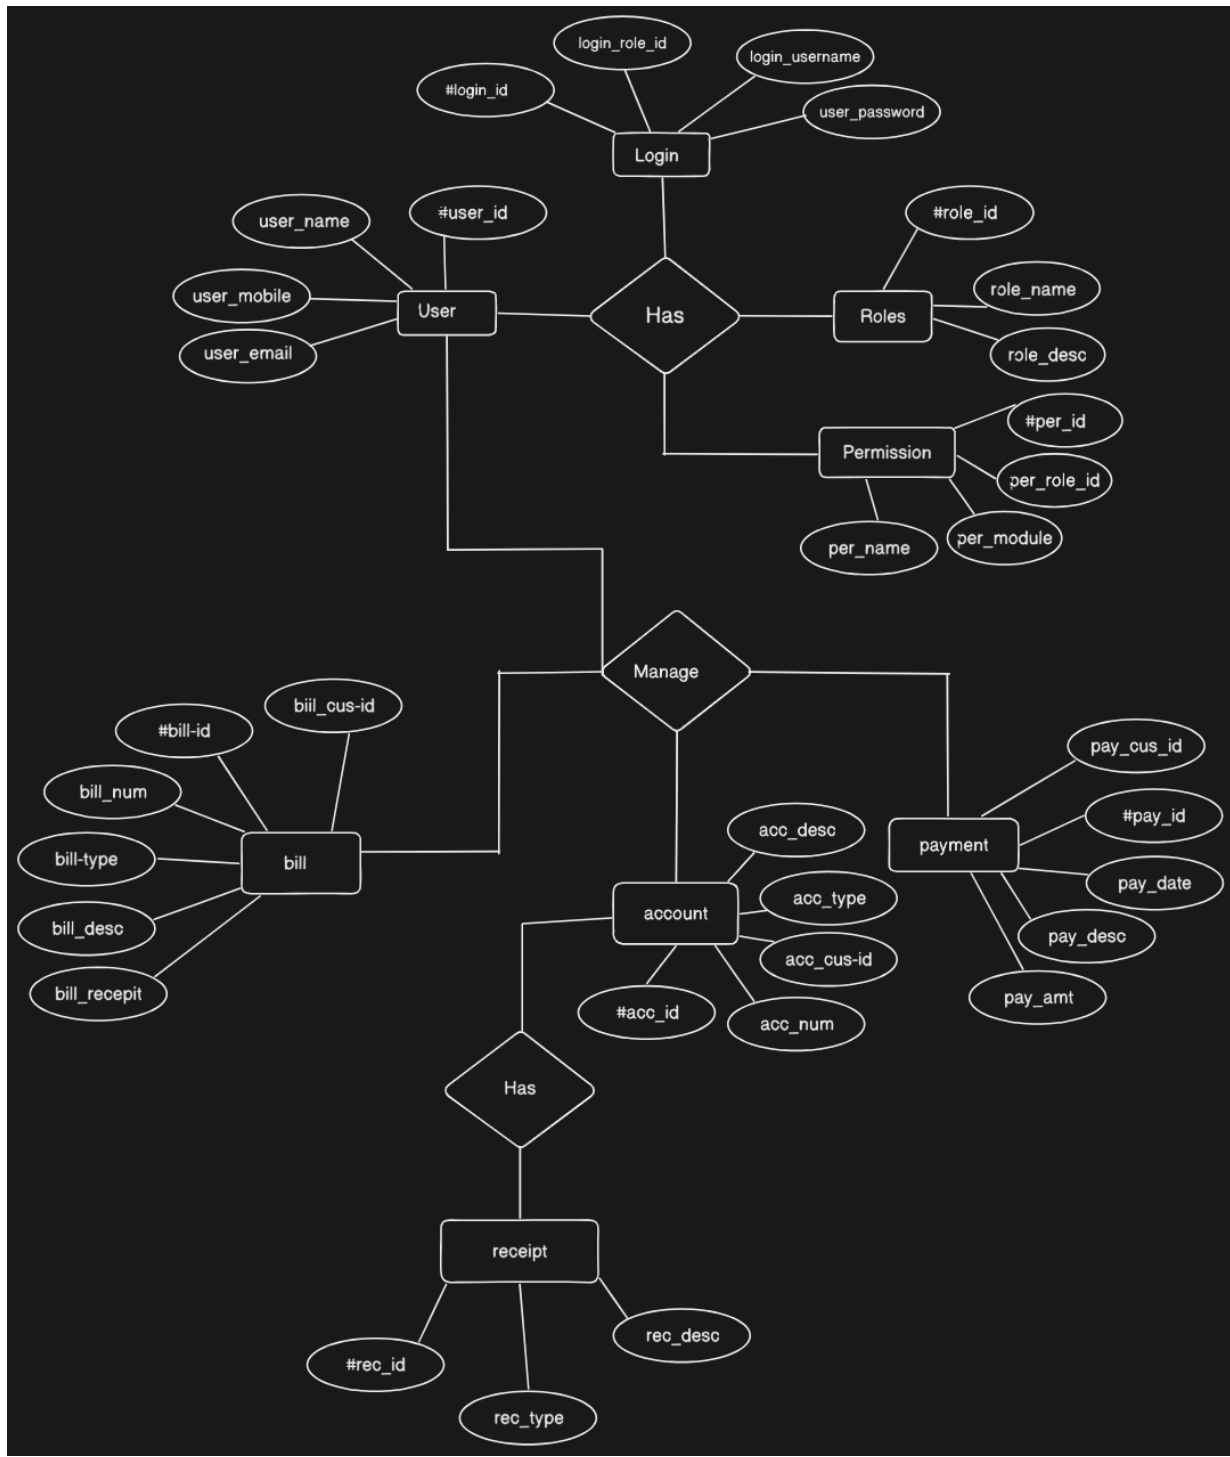 login_role_id
login_username
#login_id
user_password
Login
user_name
#user_id
#role_id
user_mobile
User
Has
Roles
role_name
user_email
role_desc
#per_id
Permission
per_role_id
per_name
per_module
Manage
biil_cus-id
#bill-id
pay_cus_id
bill_num
#pay_id
acc_desc
payment
bill-type
bill
pay_date
acc_type
account
bill_desc
pay_desc
acc_cus-id
bill_recepit
pay_amt
#acc_id
acc_num
Has
receipt
rec_desc
#rec_id
rec_type